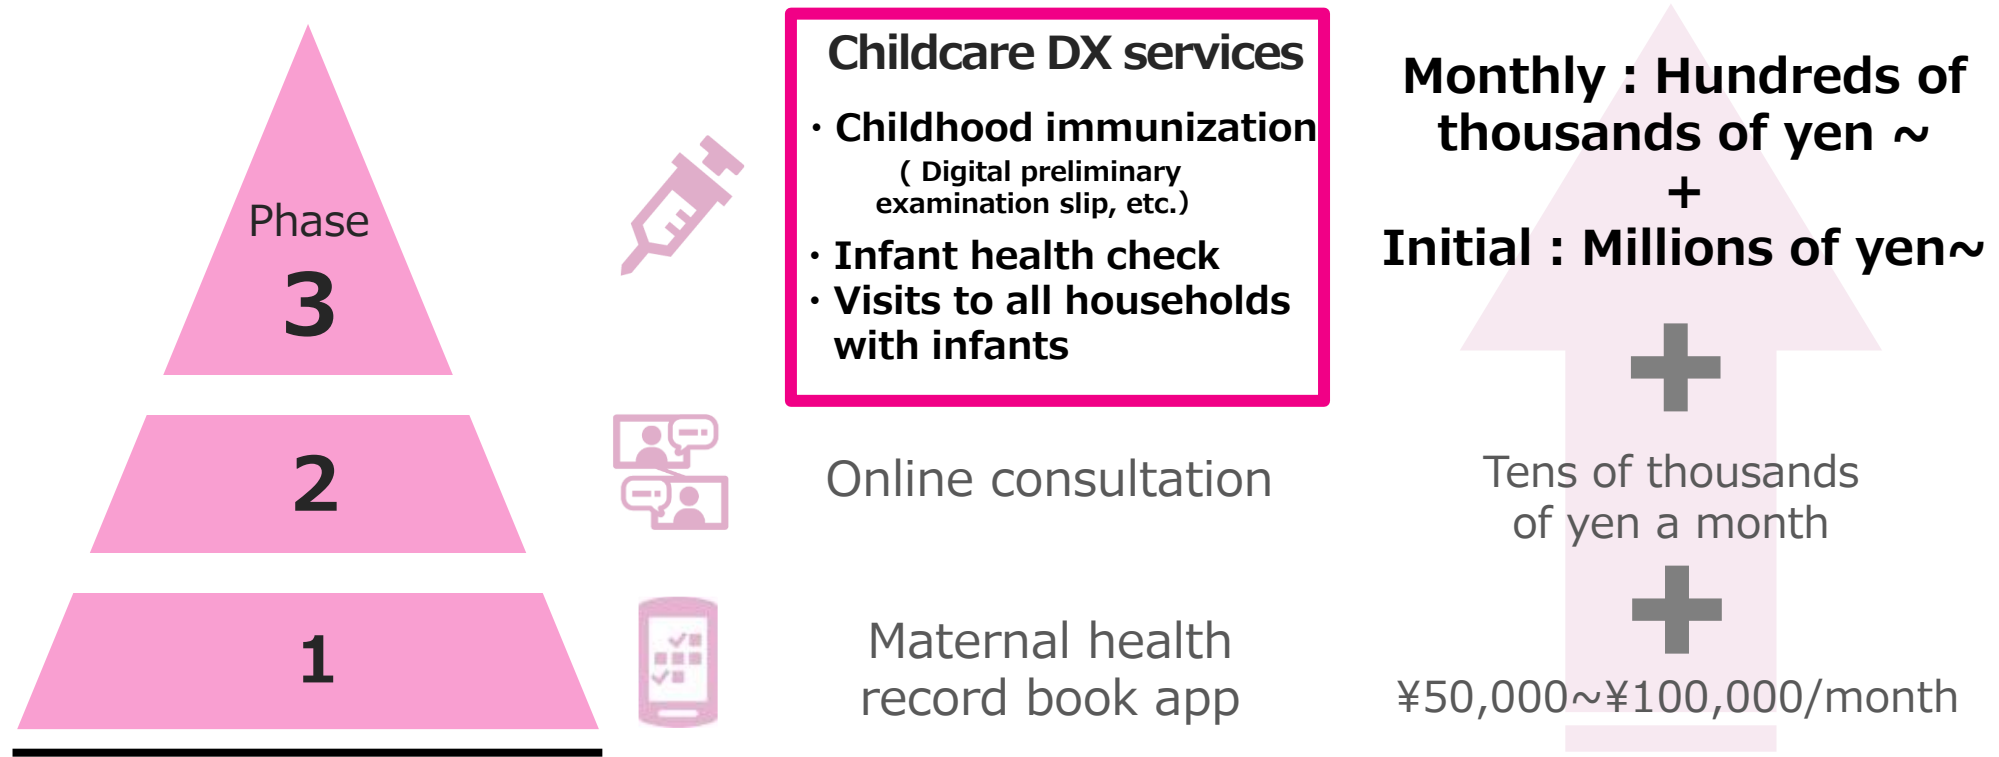 Phase
3
Childcare DX services
・Childhood immunization
( Digital preliminary
examination slip, etc.)
・Infant health check
・Visits to all households
with infants
Monthly : Hundreds of
thousands of yen ~
+
Initial : Millions of yen~
2
Online consultation
Tens of thousands
of yen a month
1
Maternal health
record book app
¥50,000~¥100,000/month